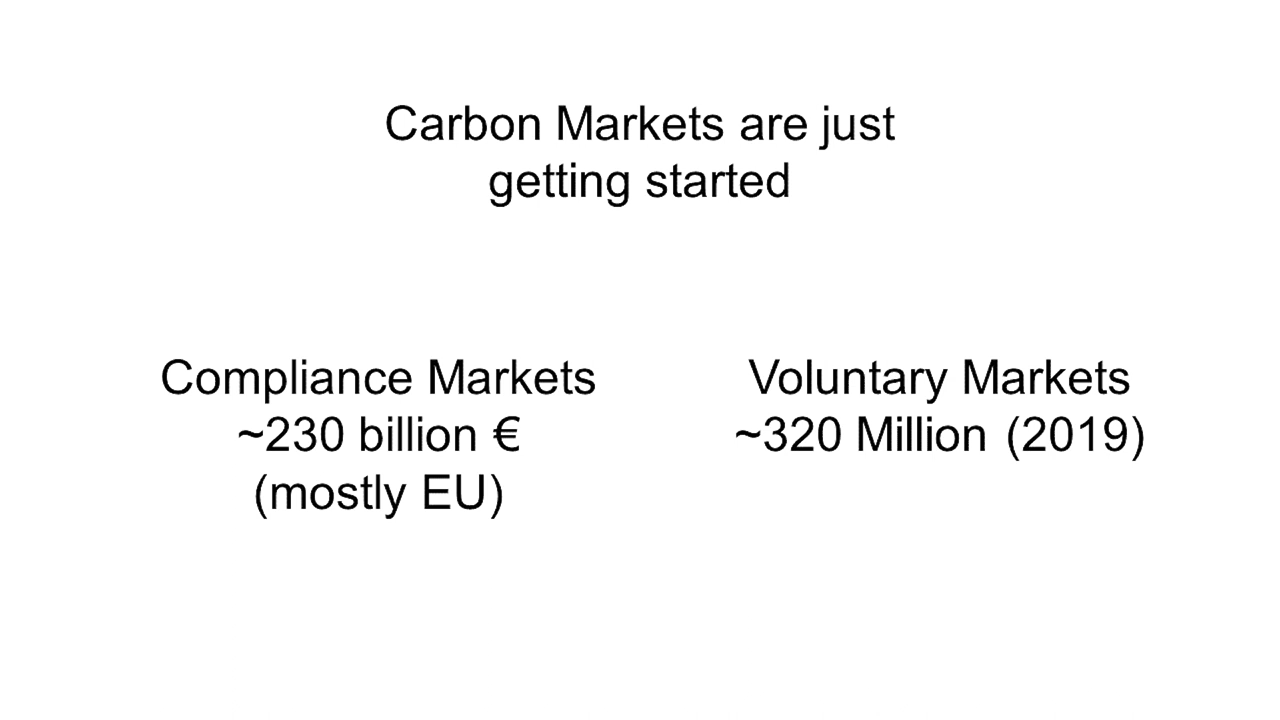 Carbon Markets are just
getting started
Compliance Markets
~230 billion €
(mostly EU)
Voluntary Markets
~320 Million (2019)